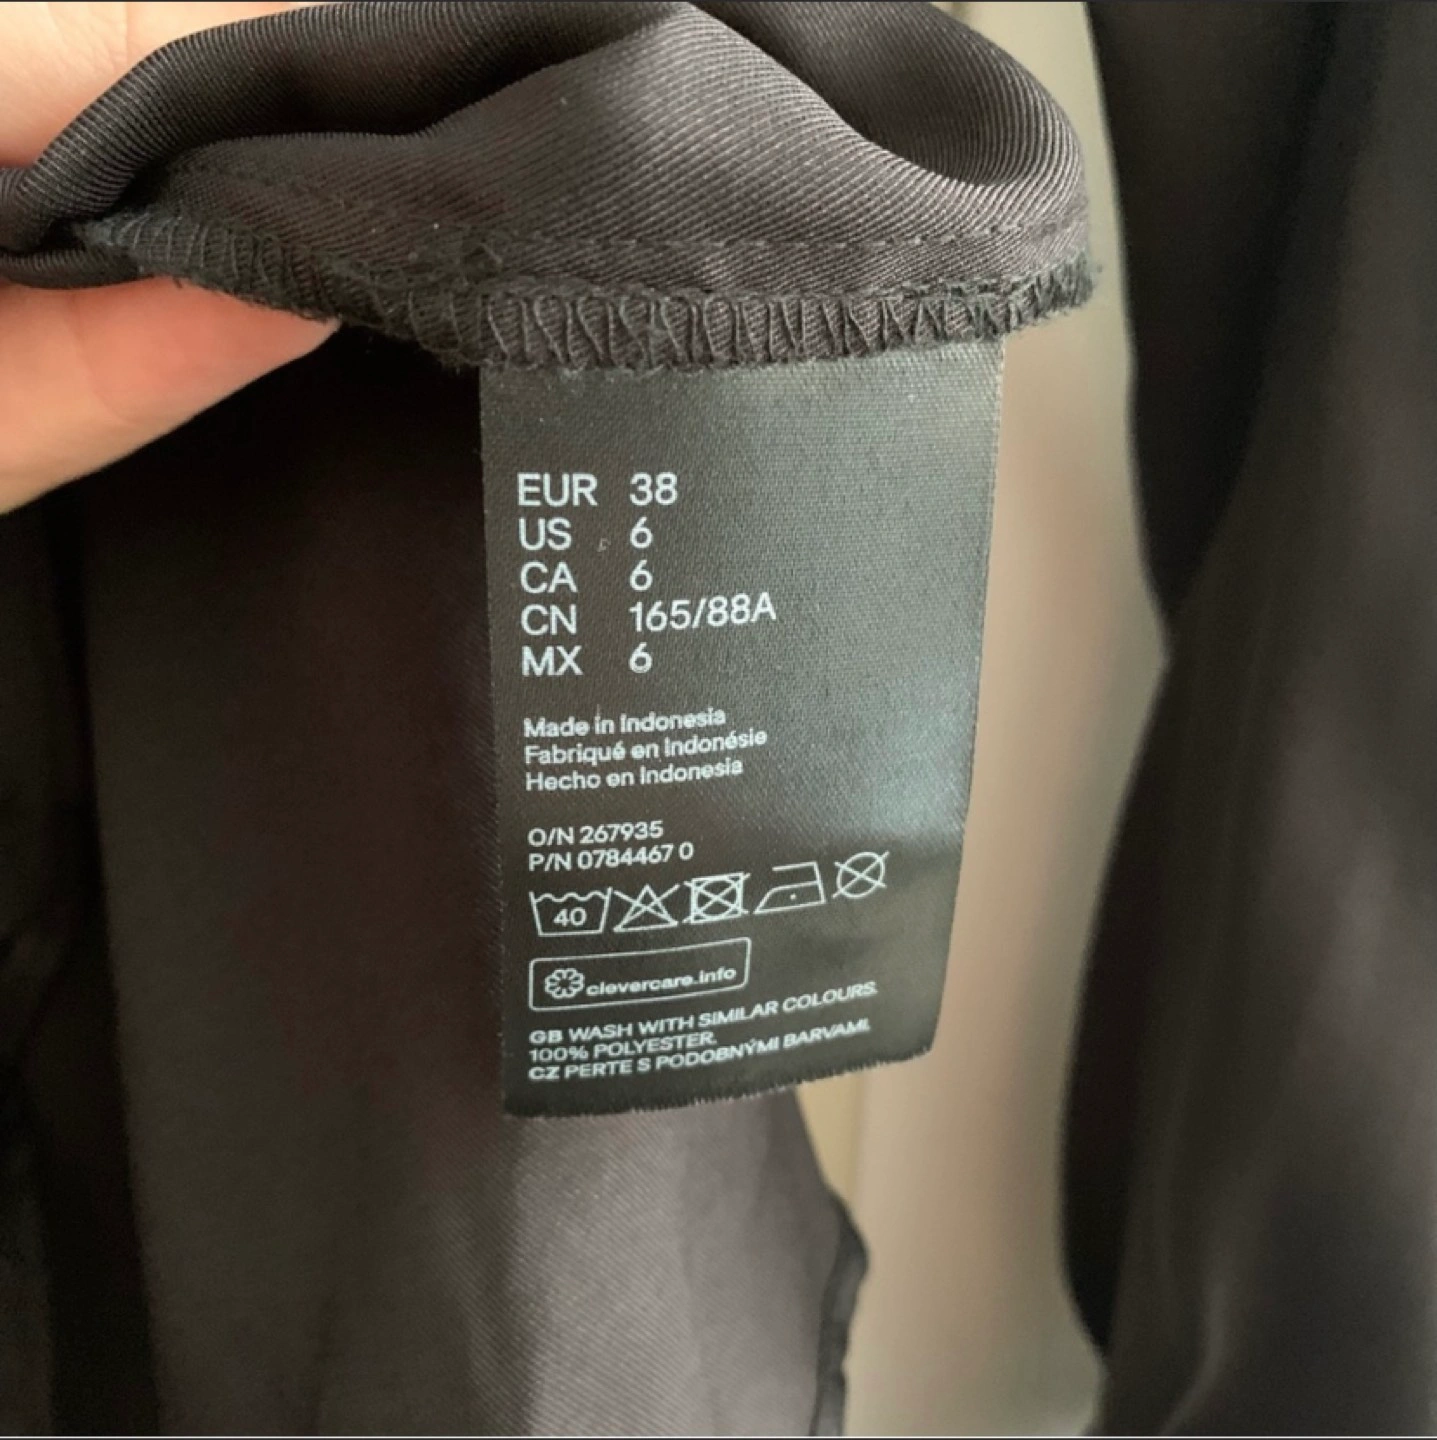 EUR 38
US 6
CA 6
CN 165/88A
MX 6
Made in Indonesia
Fabriqué en Indonésie
Hecho en Indonesia
O/N 267935
P/N 0784467 0
40
clevercare.info
GB WASH WITH SIMILAR COLOURS.
100% POLYESTER.
CZ PERTE S PODOBNÝMI BARVAMI.